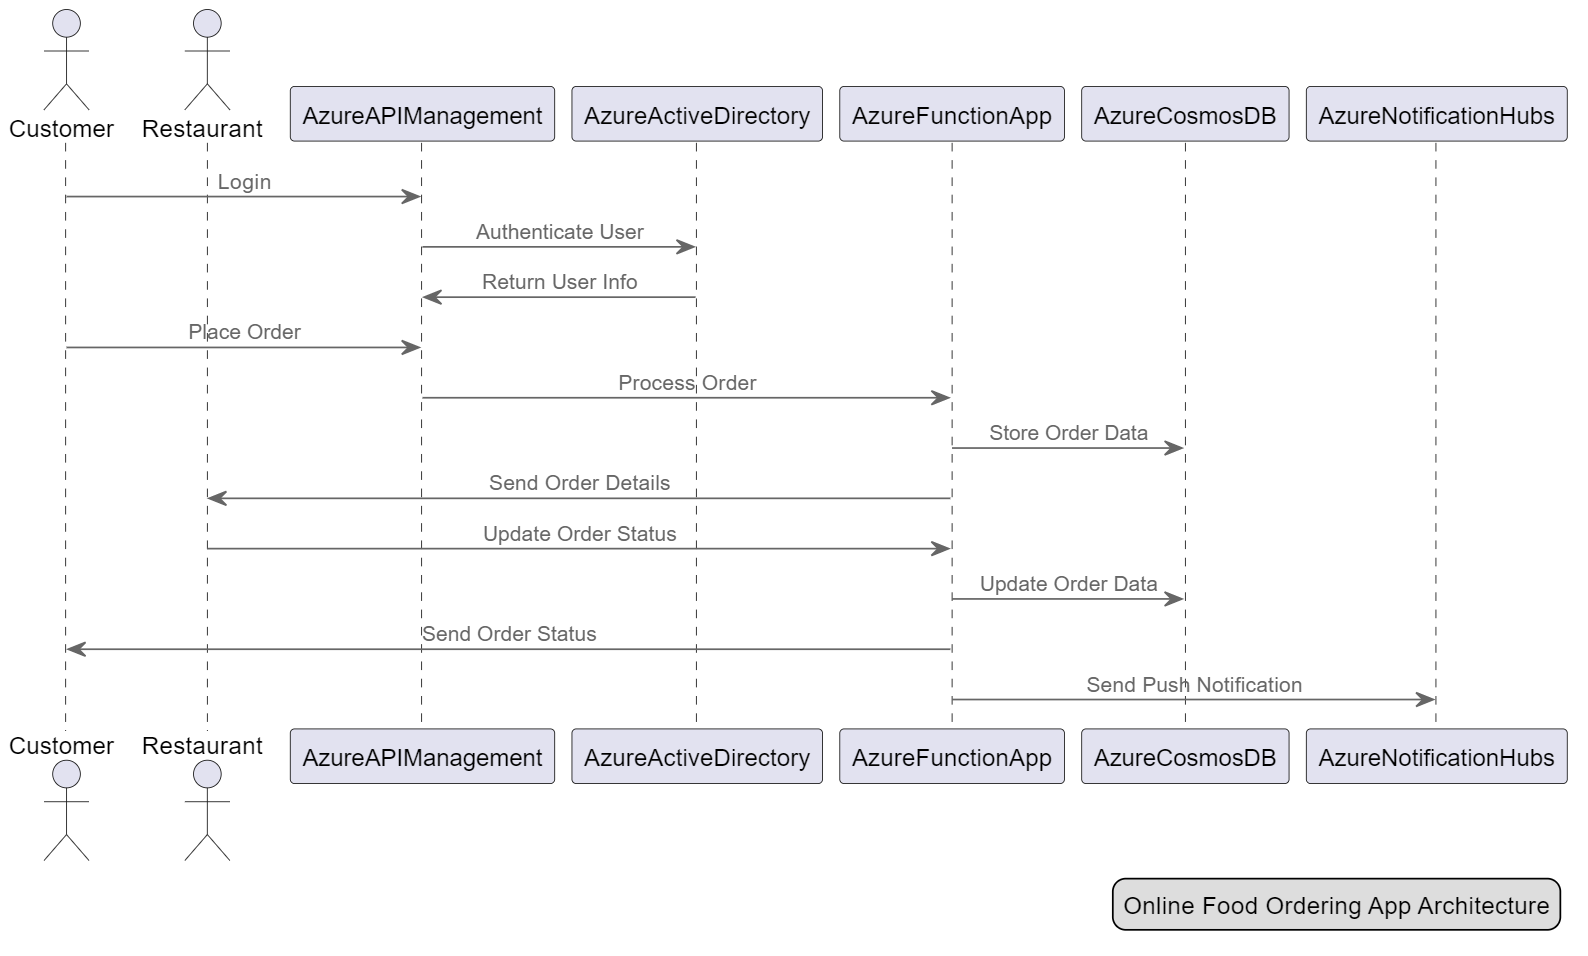 Customer
Restaurant
AzureAPIManagement
AzureActiveDirectory
AzureFunctionApp
AzureCosmosDB
AzureNotificationHubs
Login
Authenticate User
Return User Info
Place Order
Process Order
Store Order Data
Send Order Details
Update Order Status
Update Order Data
Send Order Status
Send Push Notification
Customer
Restaurant
AzureAPIManagement
AzureActiveDirectory
AzureFunctionApp
AzureCosmosDB
AzureNotificationHubs
Online Food Ordering App Architecture